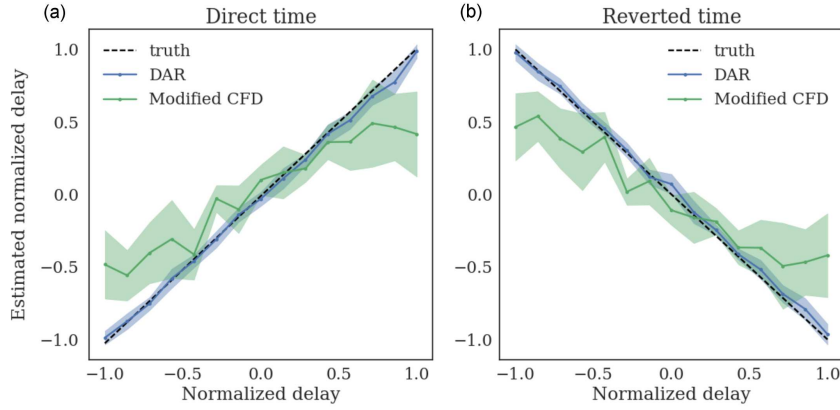 (a)
Direct time
(b)
Reverted time
Estimated normalized delay
1.0
0.5
0.0
−0.5
−1.0
truth
DAR
Modified CFD
−1.0
−0.5
0.0
0.5
1.0
Normalized delay
1.0
0.5
0.0
−0.5
−1.0
truth
DAR
Modified CFD
−1.0
−0.5
0.0
0.5
1.0
Normalized delay